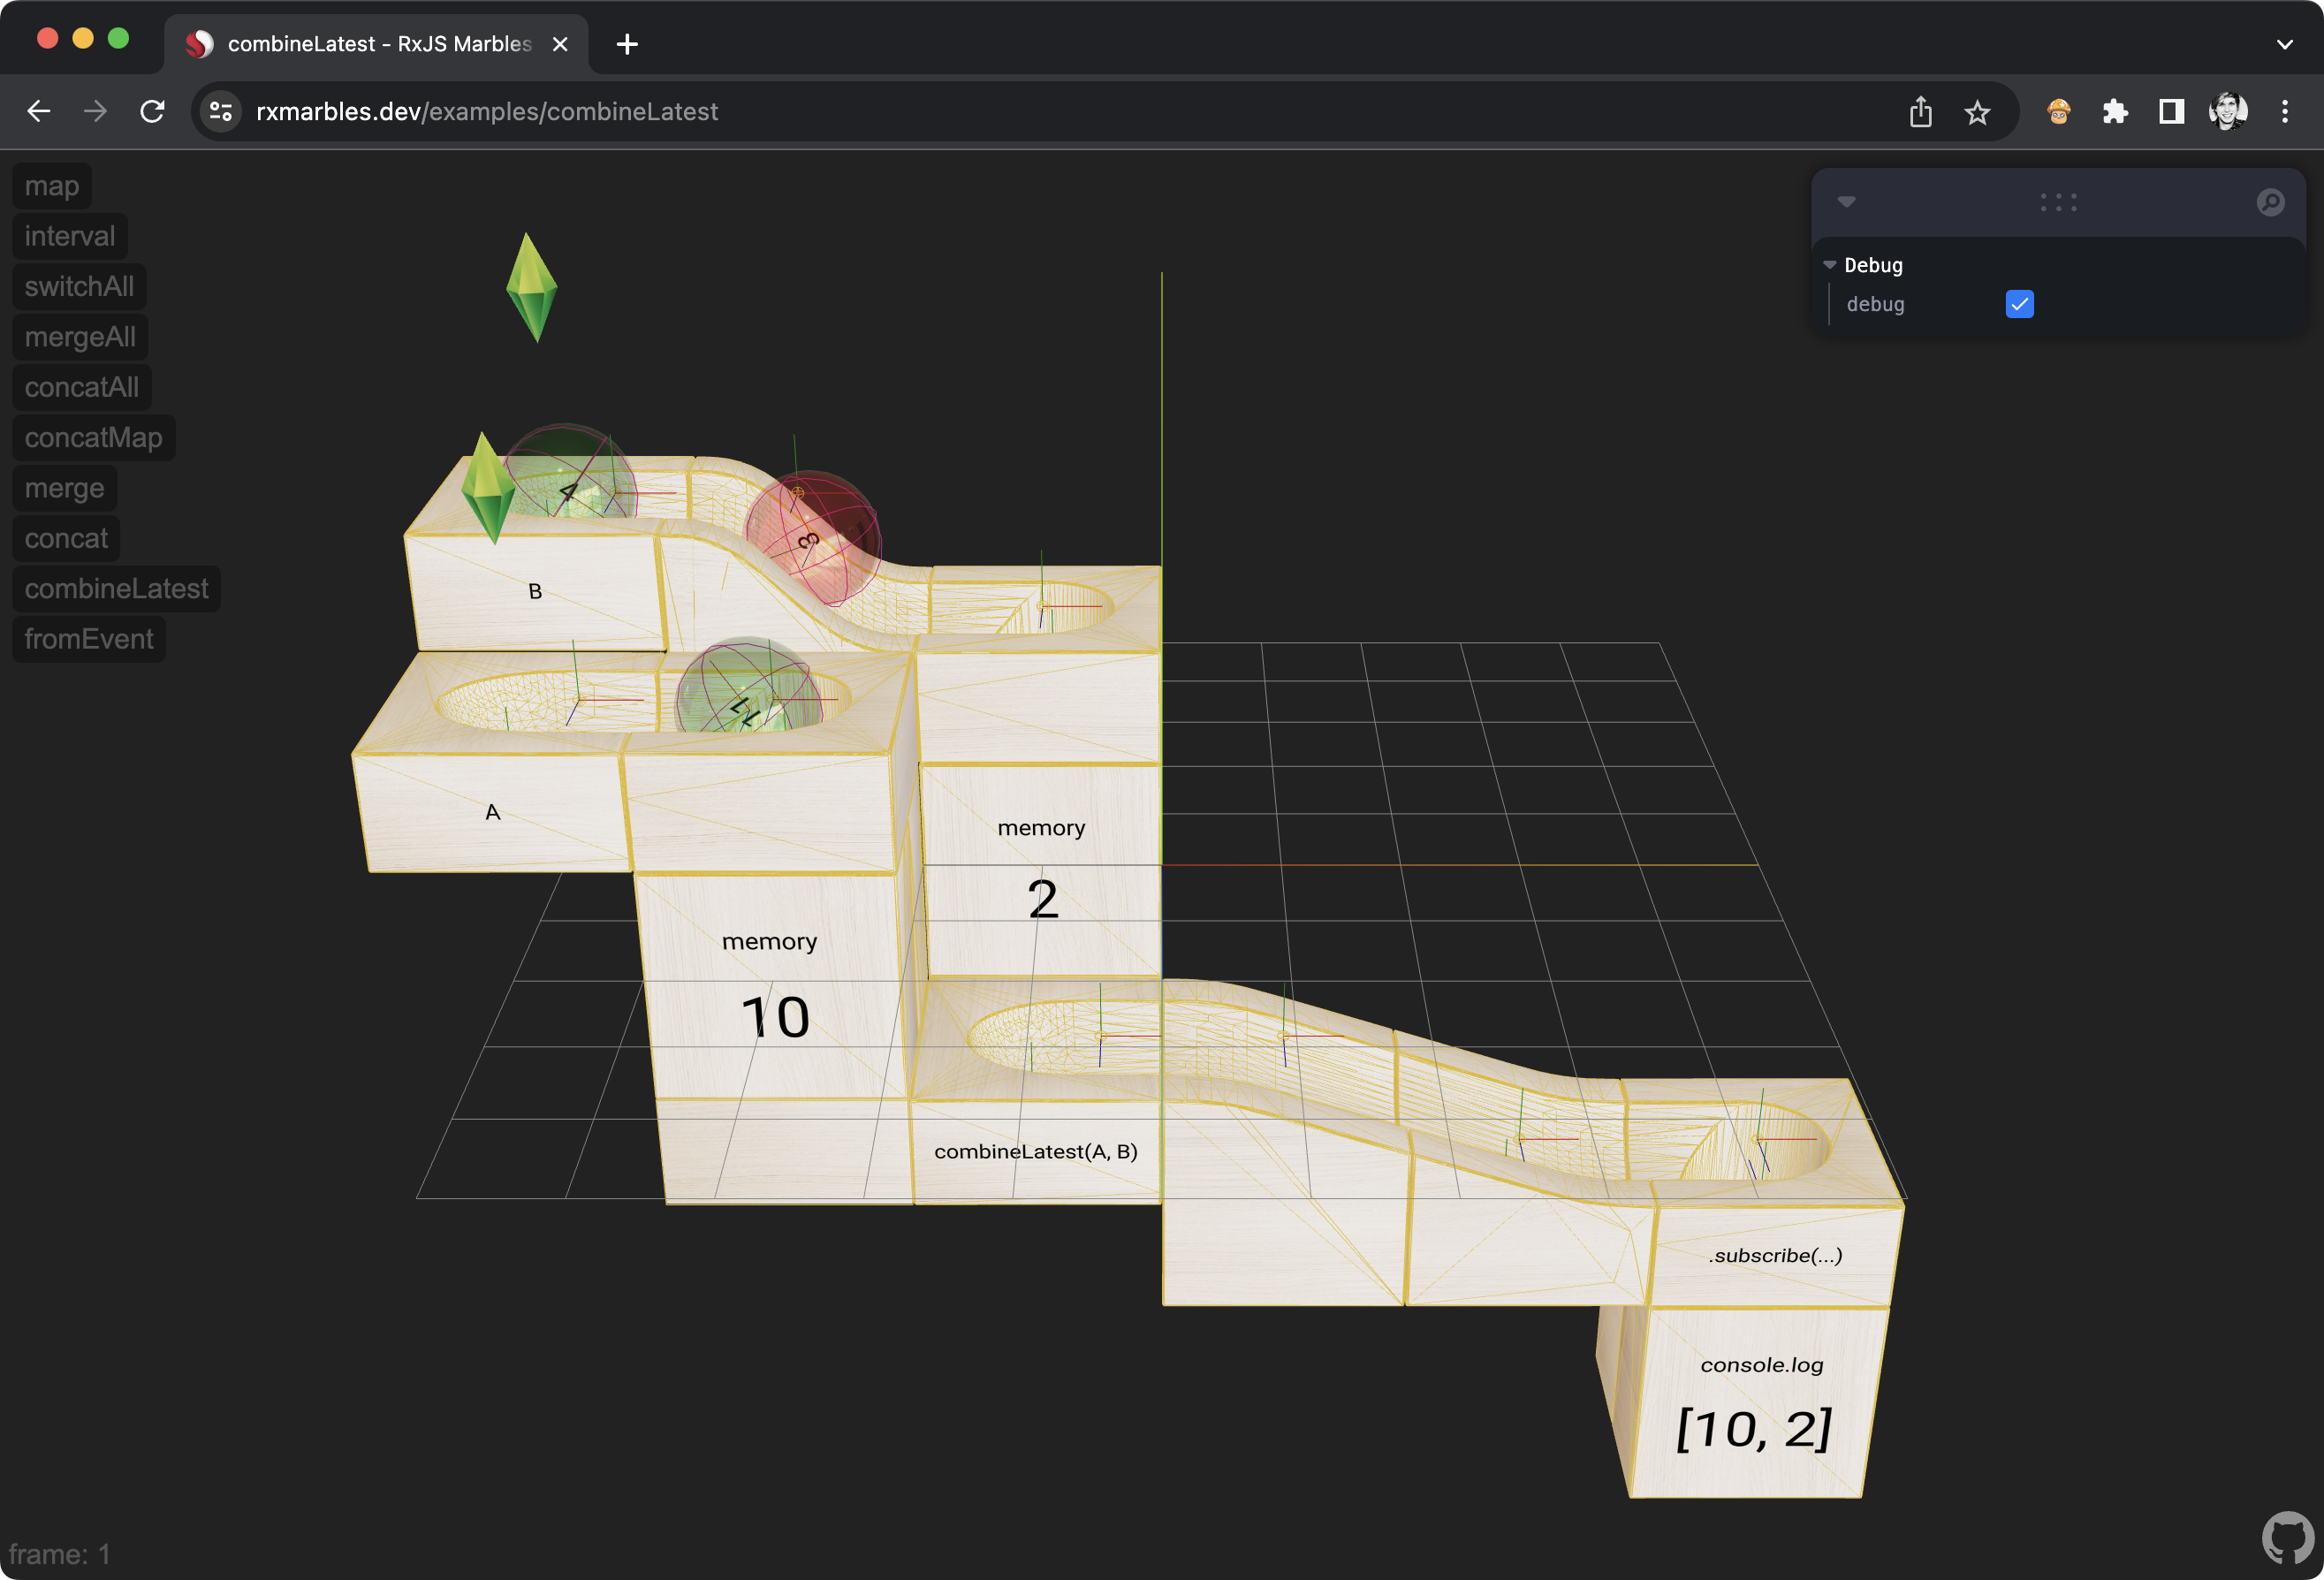 combineLatest - RxJS Marbles
rxmarbles.dev/examples/combineLatest
map
interval
switchAll
mergeAll
concatAll
concatMap
merge
concat
combineLatest
fromEvent
Debug
debug
4
3
B
11
A
memory
2
memory
10
combineLatest(A, B)
.subscribe(...)
console.log
[10, 2]
frame: 1